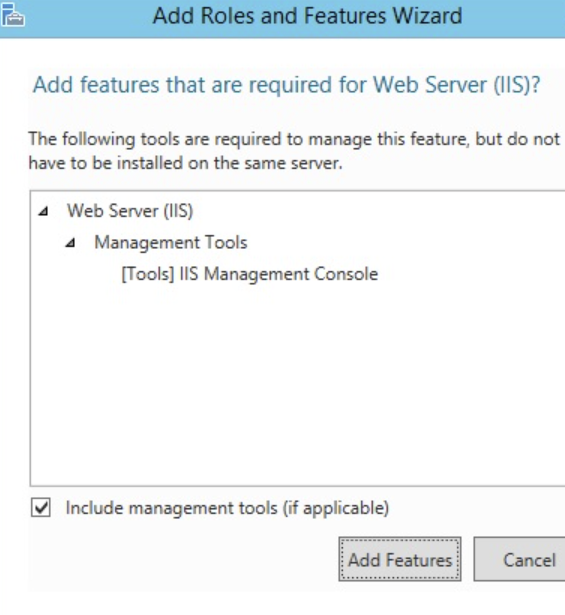 Add Roles and Features Wizard
Add features that are required for Web Server (IIS)?
The following tools are required to manage this feature, but do not
have to be installed on the same server.
Web Server (IIS)
Management Tools
[Tools] IIS Management Console
Include management tools (if applicable)
Add Features
Cancel